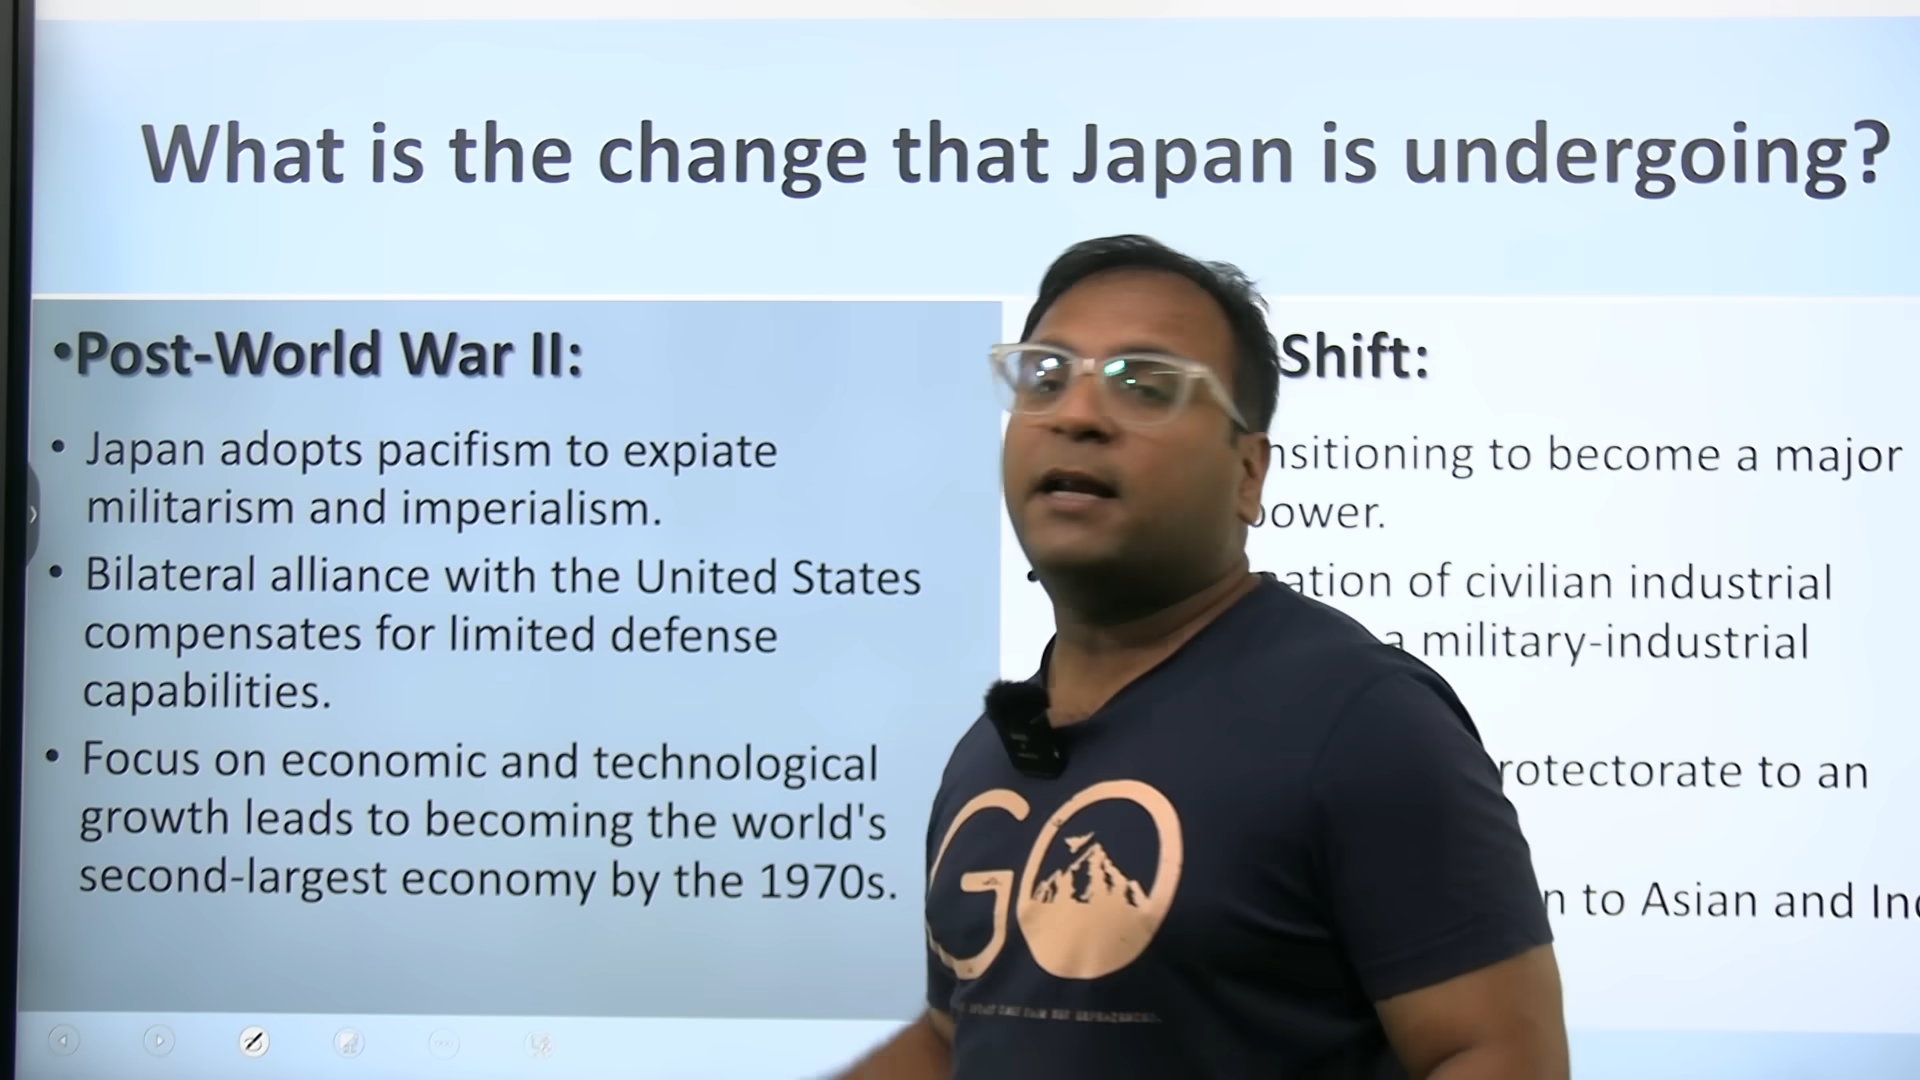 What is the change that Japan is undergoing?
•Post-World War II:
• Japan adopts pacifism to expiate
militarism and imperialism.
• Bilateral alliance with the United States
compensates for limited defense
capabilities.
• Focus on economic and technological
growth leads to becoming the world's
second-largest economy by the 1970s.
Shift:
nsitioning to become a major
power.
ation of civilian industrial
a military-industrial
rotectorate to an
n to Asian and Ind
GO